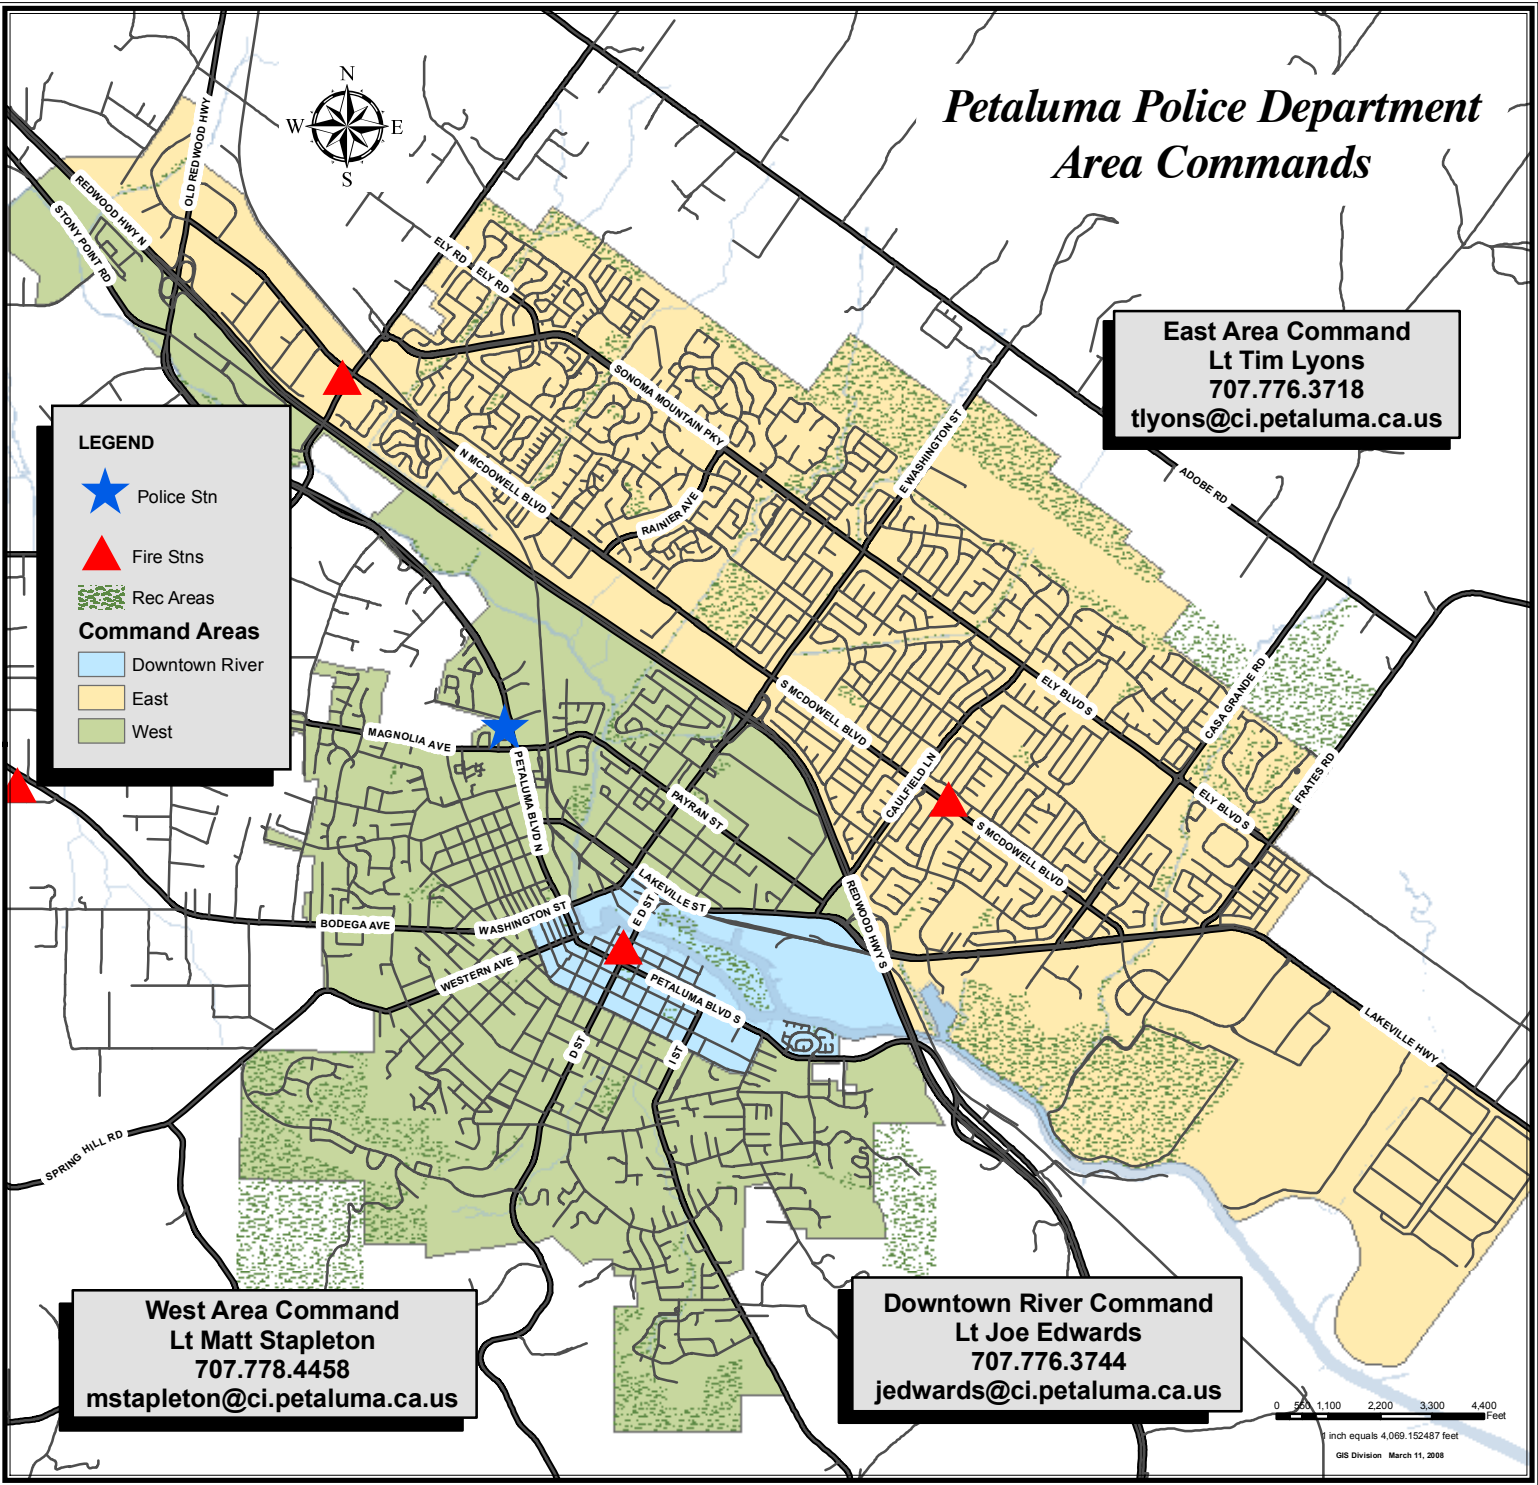 Petaluma Police Department
Area Commands
N
W
E
S
OLD REDWOOD HWY
REDWOOD HWY N
STONY POINT RD
ELY RD
ELY RD
East Area Command
Lt Tim Lyons
707.776.3718
tlyons@ci.petaluma.ca.us
SONOMA MOUNTAIN PKY
N MCDOWELL BLVD
RAINIER AVE
E WASHINGTON ST
ADOBE RD
LEGEND
Police Stn
Fire Stns
Rec Areas
Command Areas
Downtown River
East
West
MAGNOLIA AVE
PETALUMA BLVD N
PAYRAN ST
S MCDOWELL BLVD
CAULFIELD LN
ELY BLVD S
CASA GRANDE RD
FRATES RD
ELY BLVD S
S MCDOWELL BLVD
LAKEVILLE ST
REDWOOD HWY S
E D ST
BODEGA AVE
WASHINGTON ST
WESTERN AVE
PETALUMA BLVD S
D ST
I ST
LAKEVILLE HWY
SPRING HILL RD
West Area Command
Lt Matt Stapleton
707.778.4458
mstapleton@ci.petaluma.ca.us
Downtown River Command
Lt Joe Edwards
707.776.3744
jedwards@ci.petaluma.ca.us
0 550 1,100 2,200 3,300 4,400
Feet
1 inch equals 4,069.152487 feet
GIS Division March 11, 2008